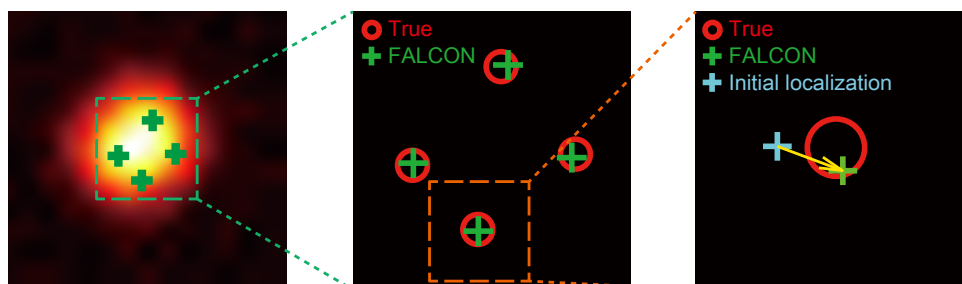 True
FALCON
True
FALCON
Initial localization